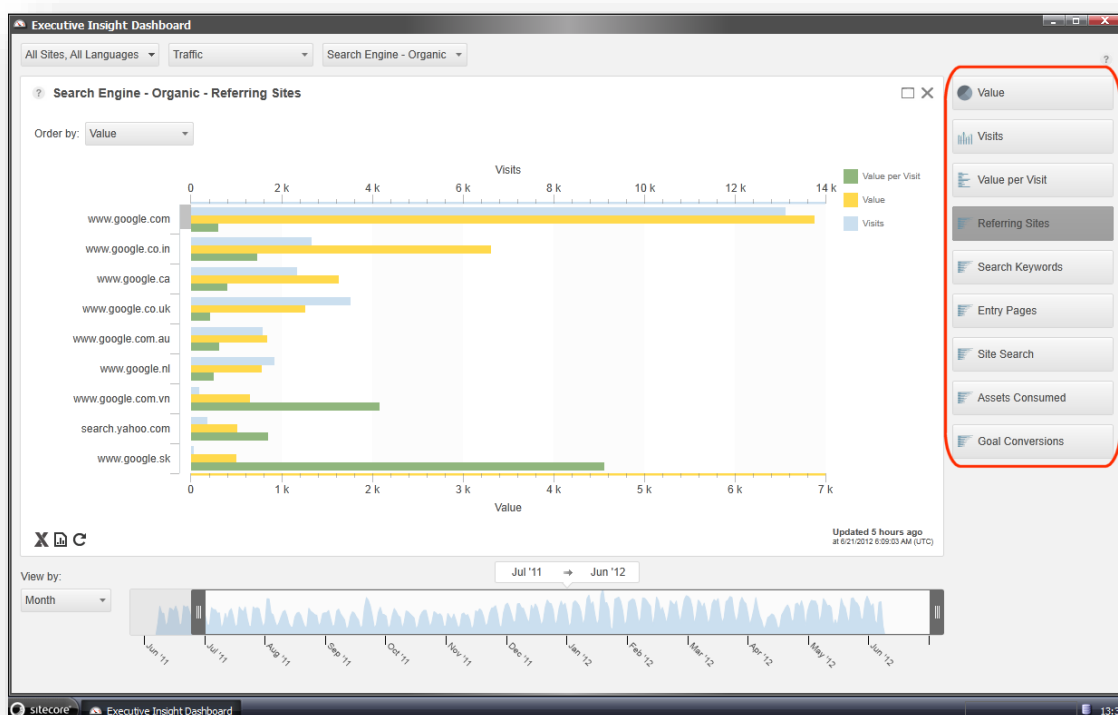 Executive Insight Dashboard
All Sites, All Languages
Traffic
Search Engine - Organic
?
? Search Engine - Organic - Referring Sites
Order by: Value
Visits
0 2 k 4 k 6 k 8 k 10 k 12 k 14 k
Value per Visit
Value
Visits
www.google.com
www.google.co.in
www.google.ca
www.google.co.uk
www.google.com.au
www.google.nl
www.google.com.vn
search.yahoo.com
www.google.sk
0 1 k 2 k 3 k 4 k 5 k 6 k 7 k
Value
Updated 5 hours ago
at 6/21/2012 6:09:03 AM (UTC)
Value
Visits
Value per Visit
Referring Sites
Search Keywords
Entry Pages
Site Search
Assets Consumed
Goal Conversions
View by:
Month
Jul '11 → Jun '12
Jun '11 Jul '11 Aug '11 Sep '11 Oct '11 Nov '11 Dec '11 Jan '12 Feb '12 Mar '12 Apr '12 May '12 Jun '12
sitecore
Executive Insight Dashboard